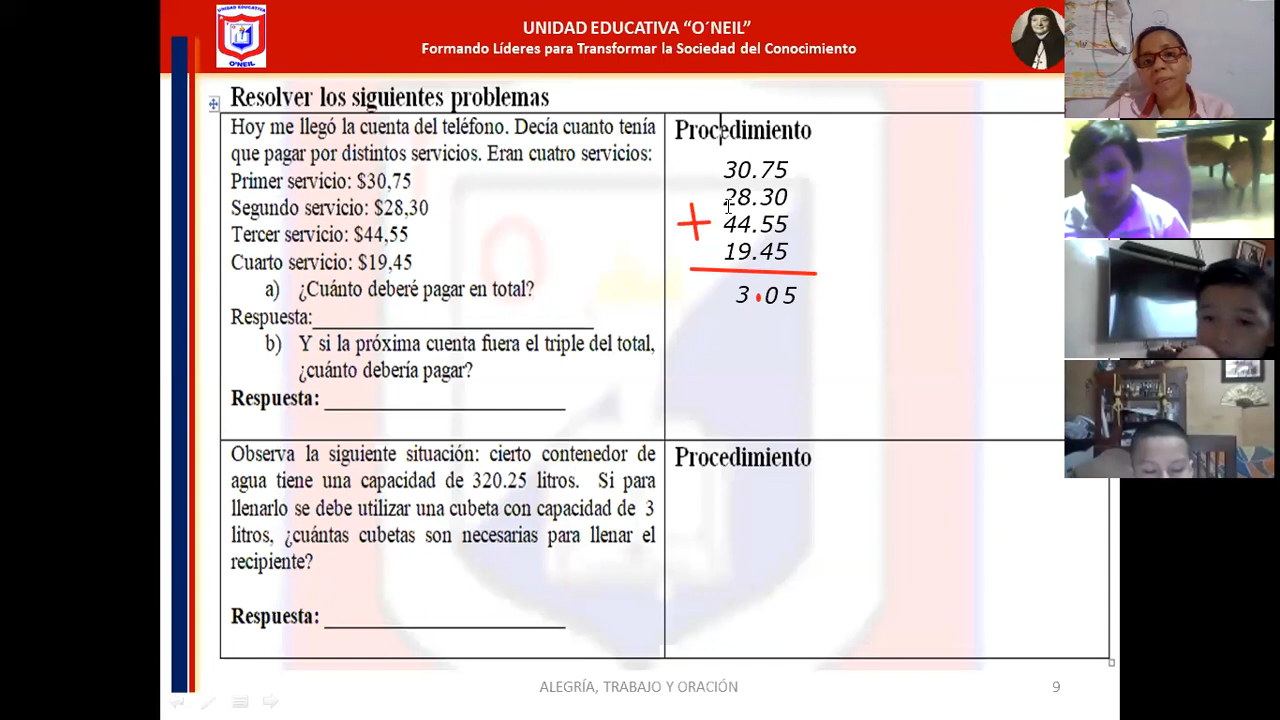 UNIDAD EDUCATIVA
O´NEIL
UNIDAD EDUCATIVA “O´NEIL”
Formando Líderes para Transformar la Sociedad del Conocimiento
Resolver los siguientes problemas
Hoy me llegó la cuenta del teléfono. Decía cuanto tenía
que pagar por distintos servicios. Eran cuatro servicios:
Primer servicio: $30,75
Segundo servicio: $28,30
Tercer servicio: $44,55
Cuarto servicio: $19,45
a) ¿Cuánto deberé pagar en total?
Respuesta:____________________________
b) Y si la próxima cuenta fuera el triple del total,
¿cuánto debería pagar?
Respuesta: ________________________
Procedimiento
30.75
28.30
+ 44.55
19.45
3.05
Observa la siguiente situación: cierto contenedor de
agua tiene una capacidad de 320.25 litros. Si para
llenarlo se debe utilizar una cubeta con capacidad de 3
litros, ¿cuántas cubetas son necesarias para llenar el
recipiente?
Respuesta: ________________________
Procedimiento
ALEGRÍA, TRABAJO Y ORACIÓN
9